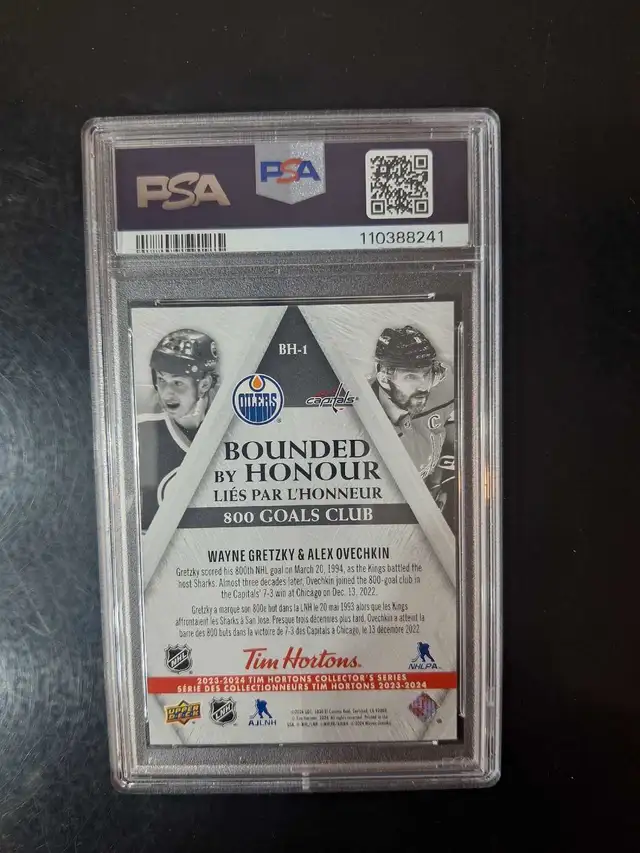 PSA
PSA
110388241
BH-1
OILERS
capitals
BOUNDED
BY HONOUR
LIÉS PAR L'HONNEUR
800 GOALS CLUB
WAYNE GRETZKY & ALEX OVECHKIN
Gretzky scored his 800th NHL goal on March 20, 1994, as the Kings battled the
host Sharks. Almost three decades later, Ovechkin joined the 800-goal club in
the Capitals' 7-3 win at Chicago on Dec. 13, 2022.
Gretzky a marqué son 800e but dans la LNH le 20 mai 1993 alors que les Kings
affrontaient les Sharks à San Jose. Presque trois décennies plus tard, Ovechkin a atteint la
barre des 800 buts dans la victoire de 7-3 des Capitals à Chicago, le 13 décembre 2022.
NHL
Tim Hortons
NHLPA
2023-2024 TIM HORTONS COLLECTOR'S SERIES
SÉRIE DES COLLECTIONNEURS TIM HORTONS 2023-2024
UPPER DECK
LNH
AJLNH